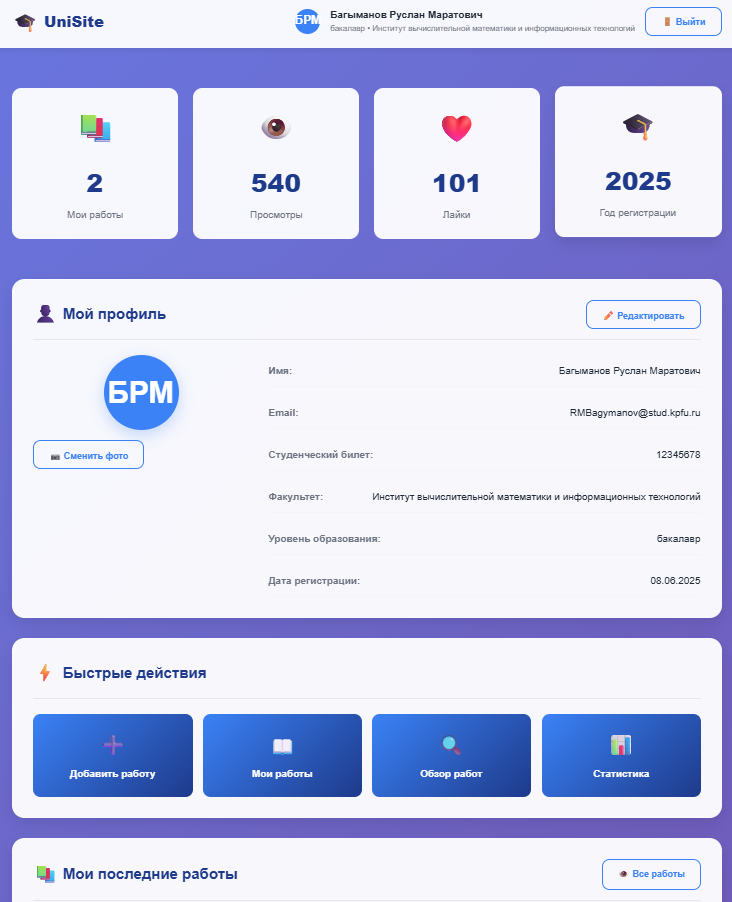 UniSite
БРМ
Багыманов Руслан Маратович
бакалавр • Институт вычислительной математики и информационных технологий
Выйти
2
Мои работы
540
Просмотры
101
Лайки
2025
Год регистрации
Мой профиль
Редактировать
БРМ
Сменить фото
Имя: Багыманов Руслан Маратович
Email: RMBagymanov@stud.kpfu.ru
Студенческий билет: 12345678
Факультет: Институт вычислительной математики и информационных технологий
Уровень образования: бакалавр
Дата регистрации: 08.06.2025
Быстрые действия
Добавить работу
Мои работы
Обзор работ
Статистика
Мои последние работы
Все работы